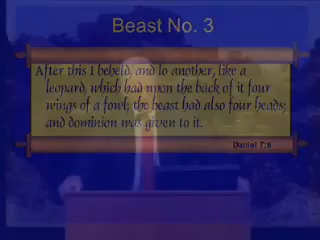 Beast No. 3
After this I beheld, and lo another, like a
leopard, which had upon the back of it four
wings of a fowl; the beast had also four heads;
and dominion was given to it.
Daniel 7:6